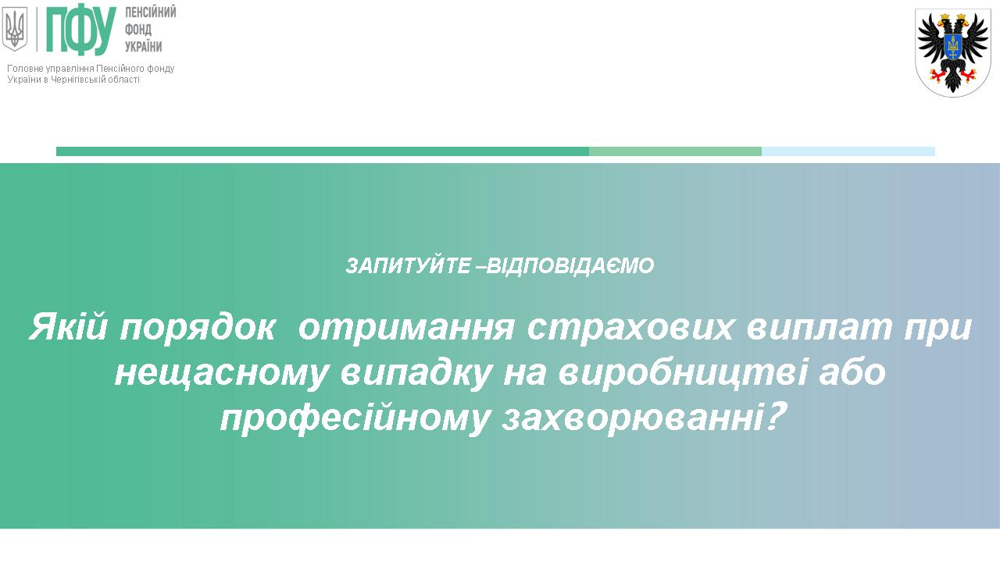 ПФУ
ПЕНСІЙНИЙ
ФОНД
УКРАЇНИ
Головне управління Пенсійного фонду
України в Чернігівській області
ЗАПИТУЙТЕ –ВІДПОВІДАЄМО
Якій порядок  отримання страхових виплат при
нещасному випадку на виробництві або
професійному захворюванні?